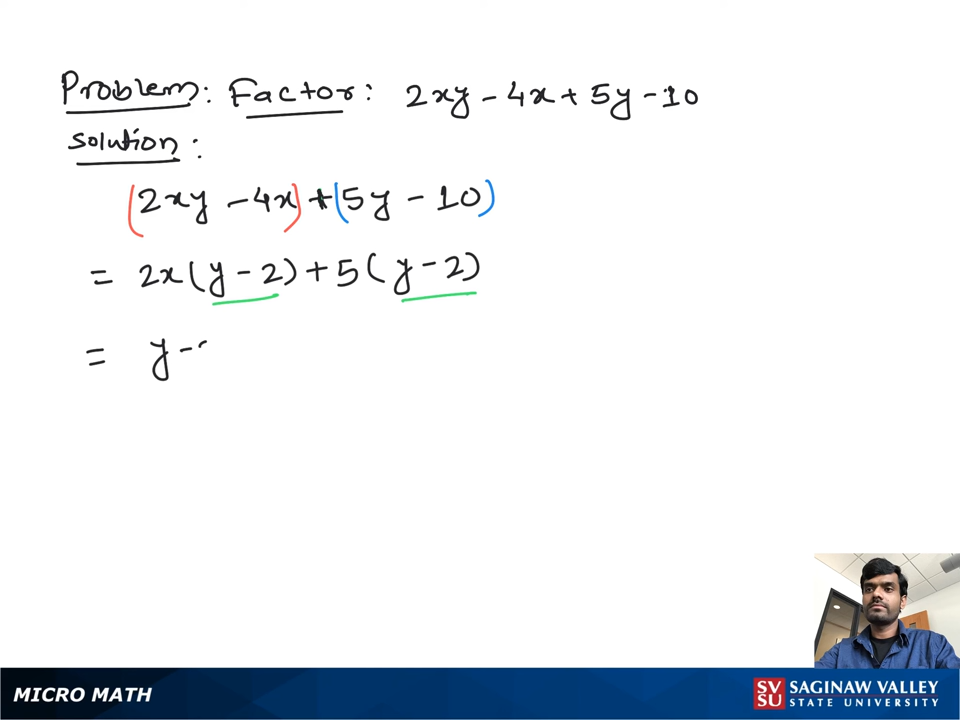 Problem: Factor: 2xy - 4x + 5y - 10
Solution:
(2xy - 4x) + (5y - 10)
= 2x(y - 2) + 5(y - 2)
= y -
MICRO MATH
SVSU SAGINAW VALLEY
STATE UNIVERSITY